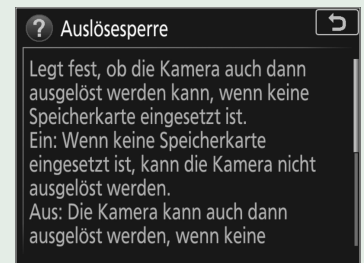 Auslösesperre
Legt fest, ob die Kamera auch dann
ausgelöst werden kann, wenn keine
Speicherkarte eingesetzt ist.
Ein: Wenn keine Speicherkarte
eingesetzt ist, kann die Kamera nicht
ausgelöst werden.
Aus: Die Kamera kann auch dann
ausgelöst werden, wenn keine